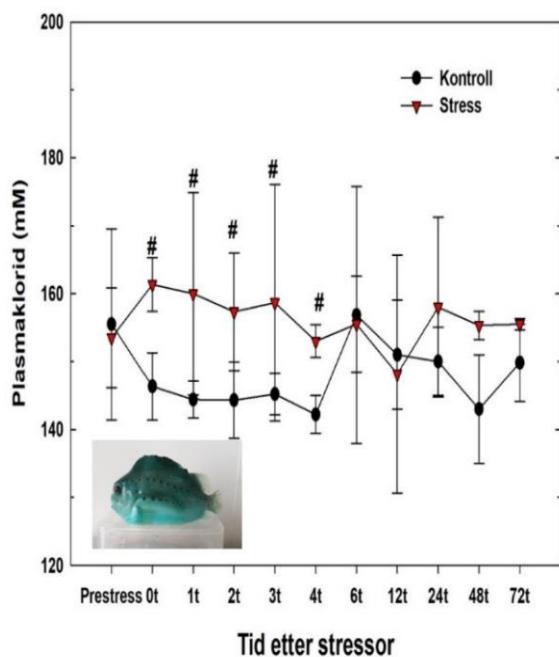 200
180
160
140
120
Plasmaklorid (mM)
Kontroll
Stress
#
#
#
#
#
Prestress 0t 1t 2t 3t 4t 6t 12t 24t 48t 72t
Tid etter stressor